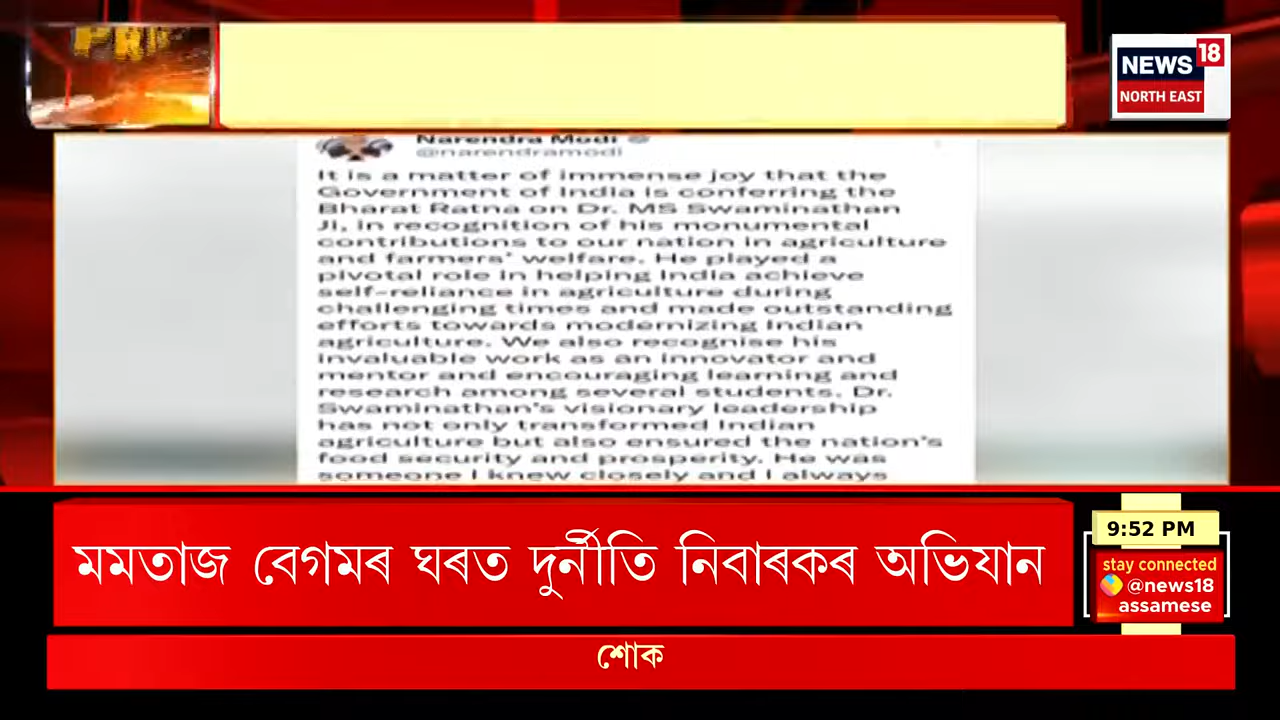 NEWS 18
NORTH EAST
Narendra Modi
@narendramodi
It is a matter of immense joy that the
Government of India is conferring the
Bharat Ratna on Dr. MS Swaminathan
Ji, in recognition of his monumental
contributions to our nation in agriculture
and farmers' welfare. He played a
pivotal role in helping India achieve
self-reliance in agriculture during
challenging times and made outstanding
efforts towards modernizing Indian
agriculture. We also recognise his
invaluable work as an innovator and
mentor and encouraging learning and
research among several students. Dr.
Swaminathan's visionary leadership
has not only transformed Indian
agriculture but also ensured the nation's
food security and prosperity. He was
someone I knew closely and I always
মমতাজ বেগমৰ ঘৰত দুৰ্নীতি নিবাৰকৰ অভিযান
9:52 PM
stay connected
@news18
assamese
শোক